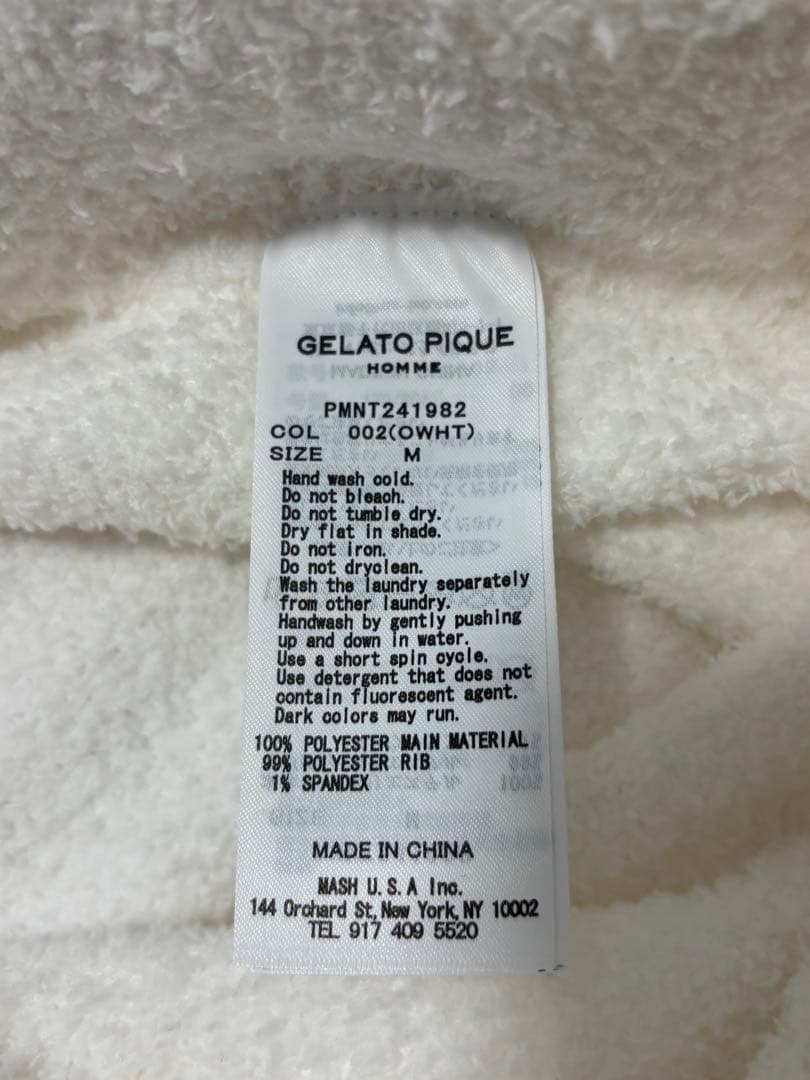 GELATO PIQUE
HOMME
PMNT241982
COL 002(OWHT)
SIZE M
Hand wash cold.
Do not bleach.
Do not tumble dry.
Dry flat in shade.
Do not iron.
Do not dryclean.
Wash the laundry separately
from other laundry.
Handwash by gently pushing
up and down in water.
Use a short spin cycle.
Use detergent that does not
contain fluorescent agent.
Dark colors may run.
100% POLYESTER MAIN MATERIAL
99% POLYESTER RIB
1% SPANDEX
MADE IN CHINA
MASH U.S.A Inc.
144 Orchard St, New York, NY 10002
TEL 917 409 5520